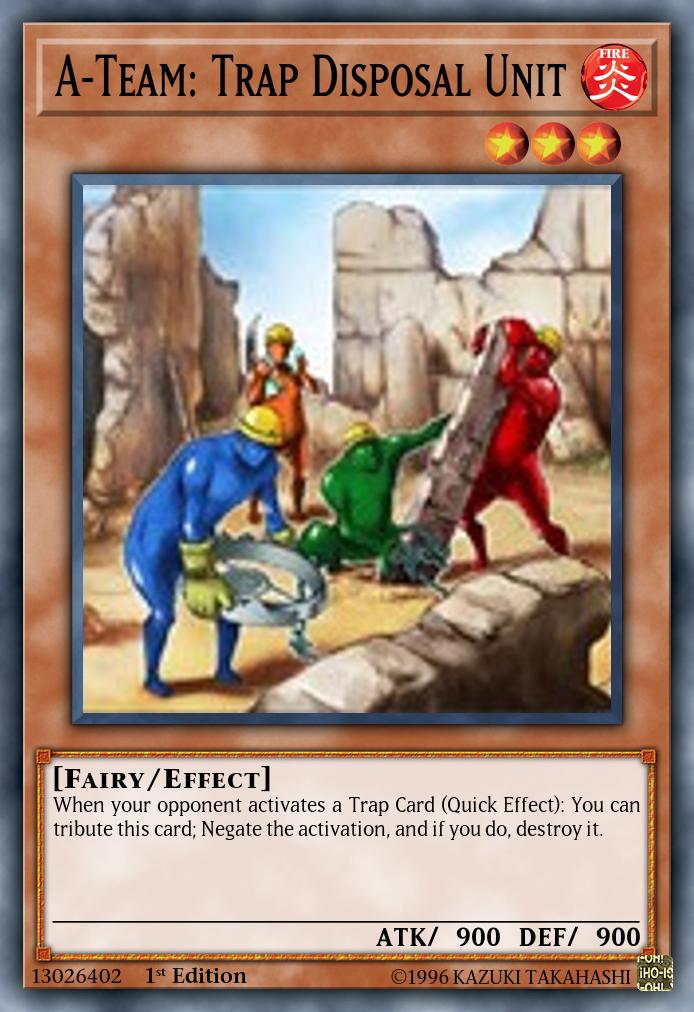 A-Team: Trap Disposal Unit
FIRE
炎
[Fairy/Effect]
When your opponent activates a Trap Card (Quick Effect): You can
tribute this card; Negate the activation, and if you do, destroy it.
ATK/ 900 DEF/ 900
13026402 1st Edition ©1996 KAZUKI TAKAHASHI